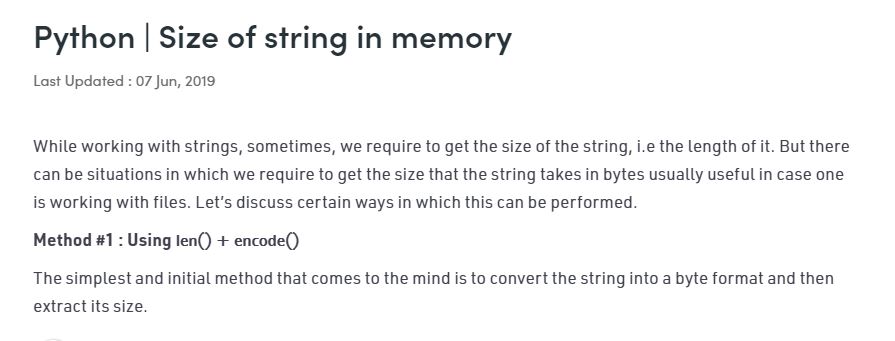 Python | Size of string in memory
Last Updated : 07 Jun, 2019
While working with strings, sometimes, we require to get the size of the string, i.e the length of it. But there
can be situations in which we require to get the size that the string takes in bytes usually useful in case one
is working with files. Let's discuss certain ways in which this can be performed.
Method #1 : Using len() + encode()
The simplest and initial method that comes to the mind is to convert the string into a byte format and then
extract its size.